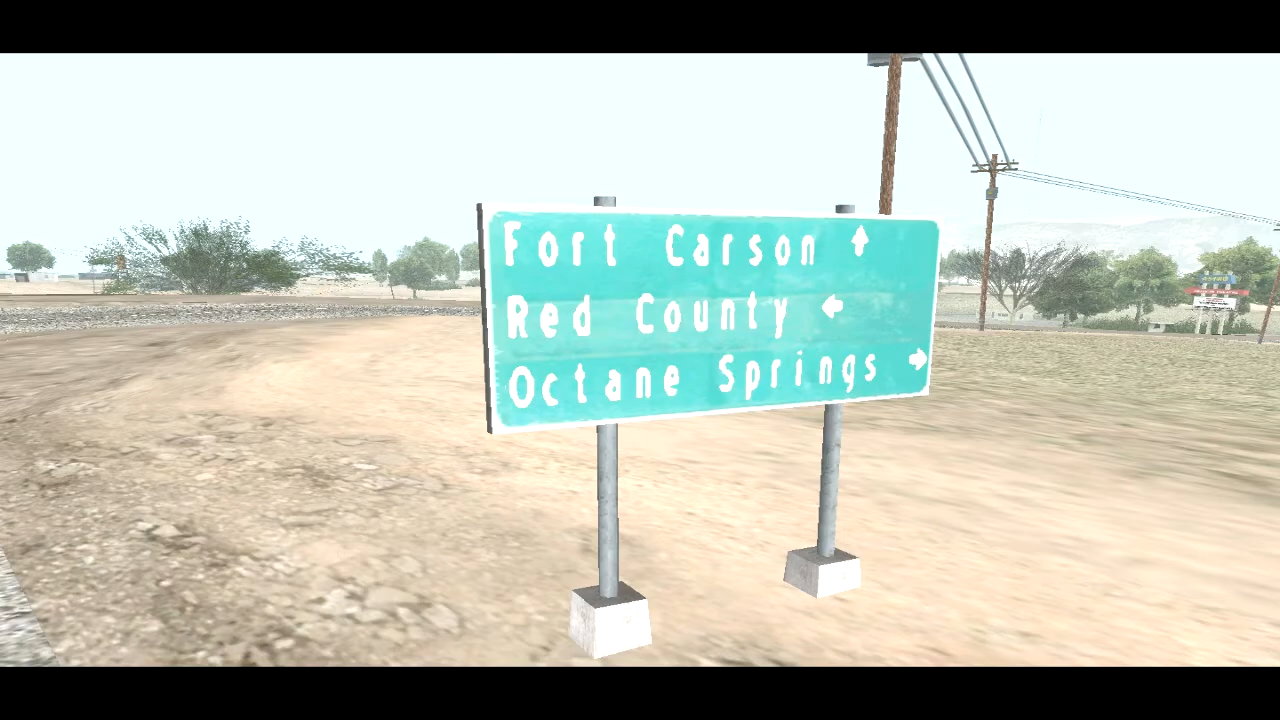 Fort Carson ↑
Red County ←
Octane Springs →